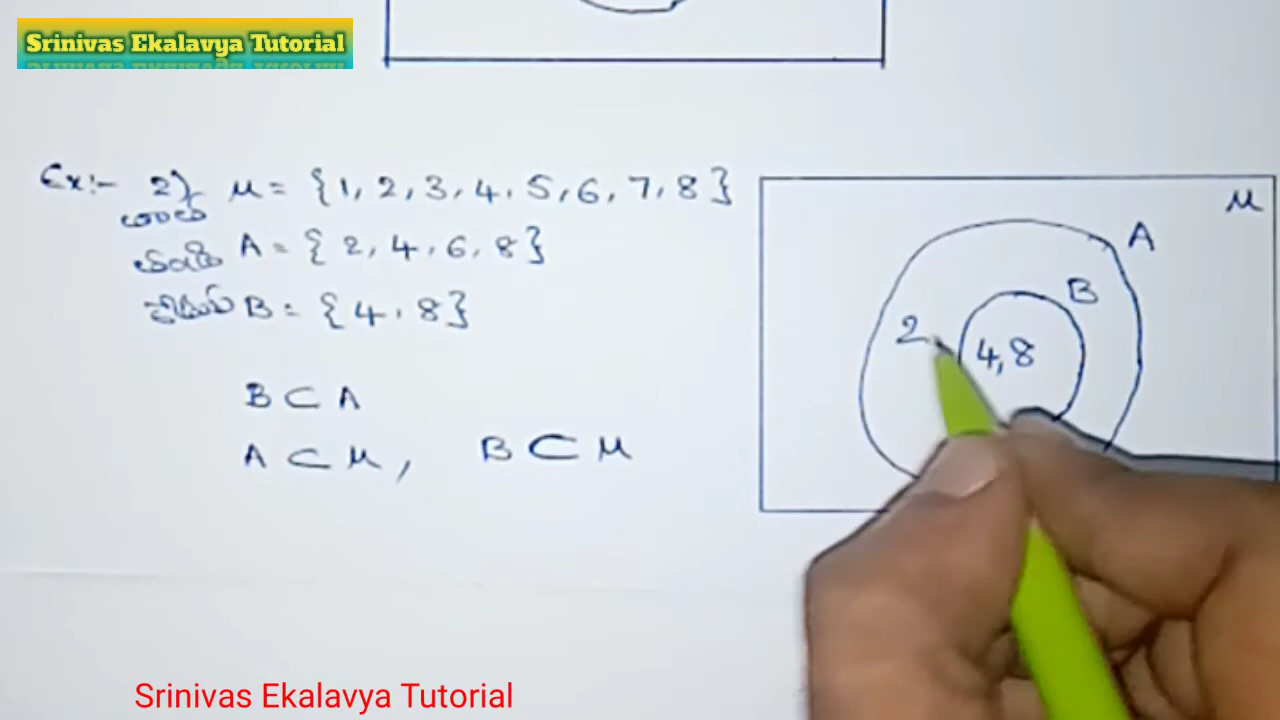 Srinivas Ekalavya Tutorial
Ex:- 2) μ = {1, 2, 3, 4, 5, 6, 7, 8}
A = {2, 4, 6, 8}
B = {4, 8}
B ⊂ A
A ⊂ μ, B ⊂ μ
μ
A
B
2,
4,8
Srinivas Ekalavya Tutorial